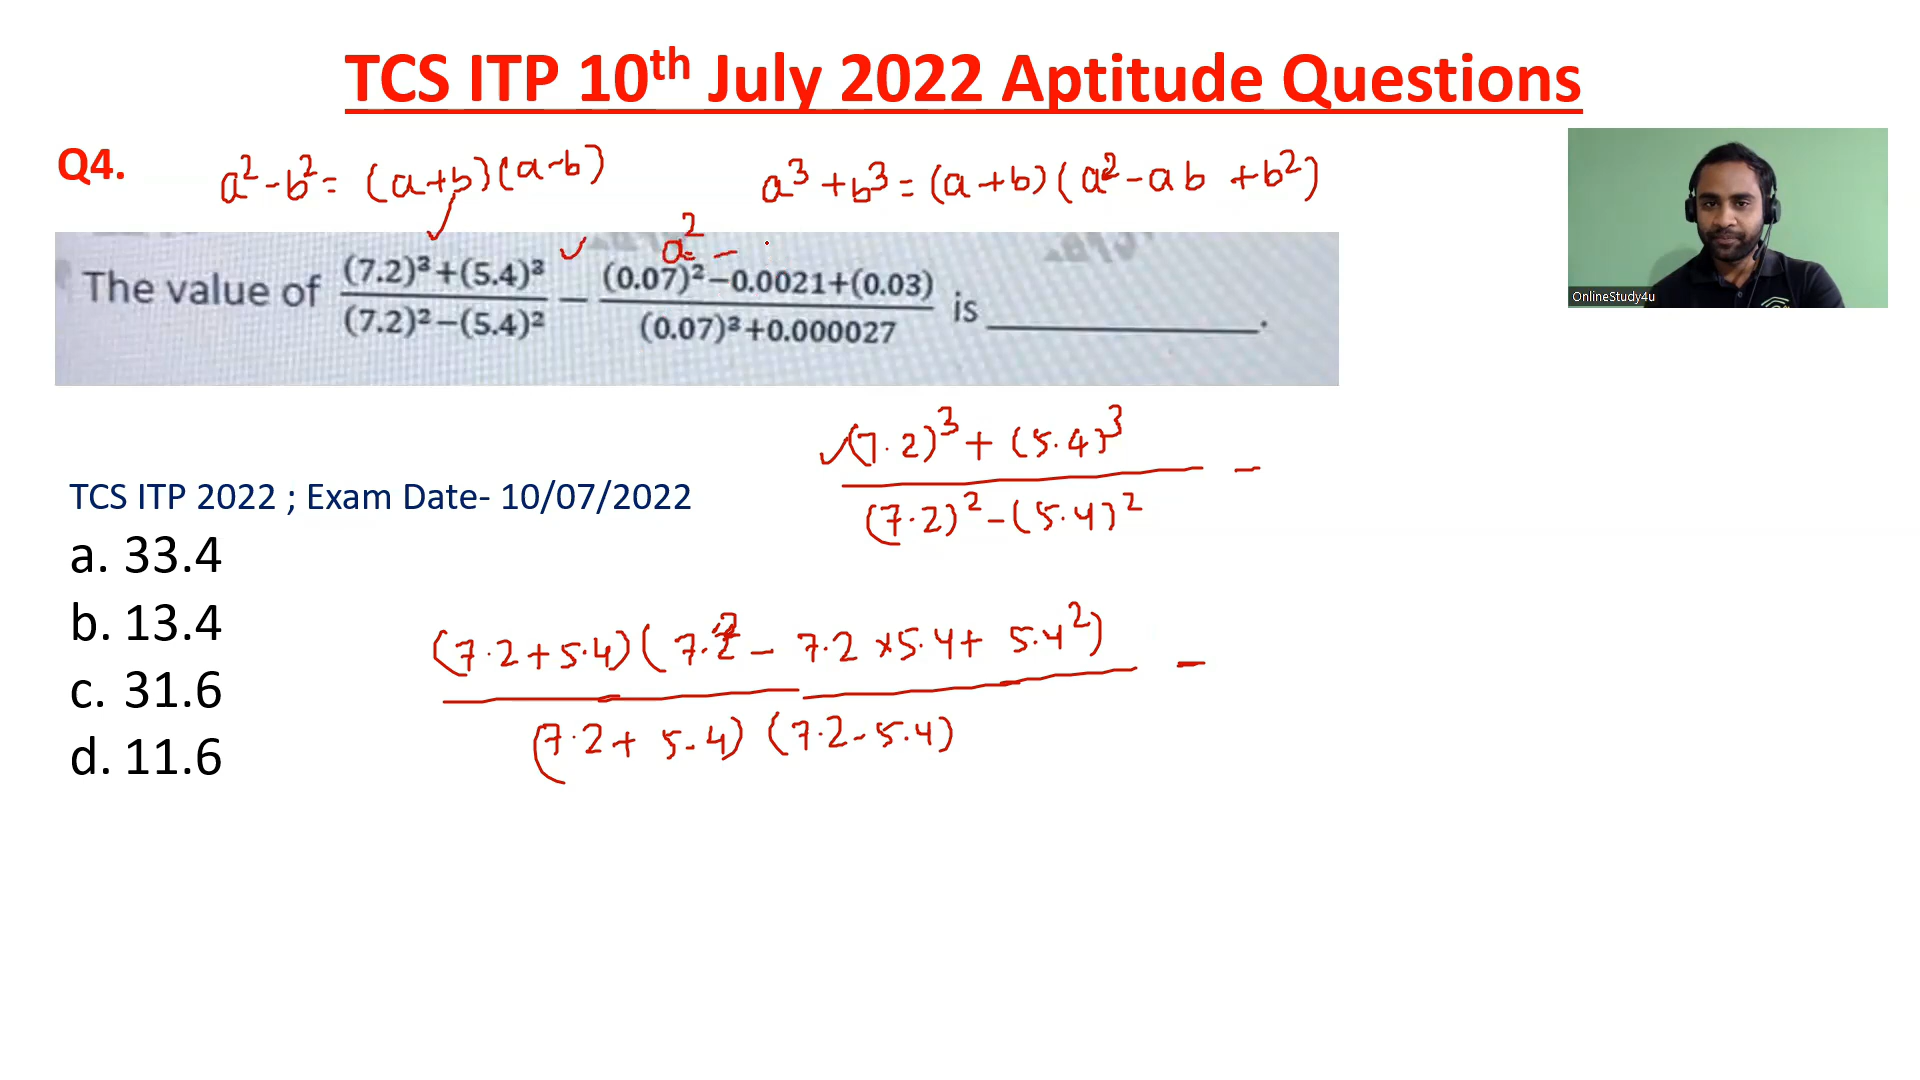 TCS ITP 10th July 2022 Aptitude Questions
Q4.
a²-b²= (a+b)(a-b)
a³+b³=(a+b)(a²-ab +b²)
a² -
The value of (7.2)³+(5.4)³ / (7.2)²−(5.4)² − (0.07)²−0.0021+(0.03) / (0.07)³+0.000027 is ____________.
OnlineStudy4u
(7.2)³+(5.4)³ -
(7.2)²-(5.4)²
TCS ITP 2022 ; Exam Date- 10/07/2022
a. 33.4
b. 13.4
c. 31.6
d. 11.6
(7.2+5.4)(7.2²- 7.2×5.4+ 5.4²) -
(7.2+ 5.4) (7.2-5.4)